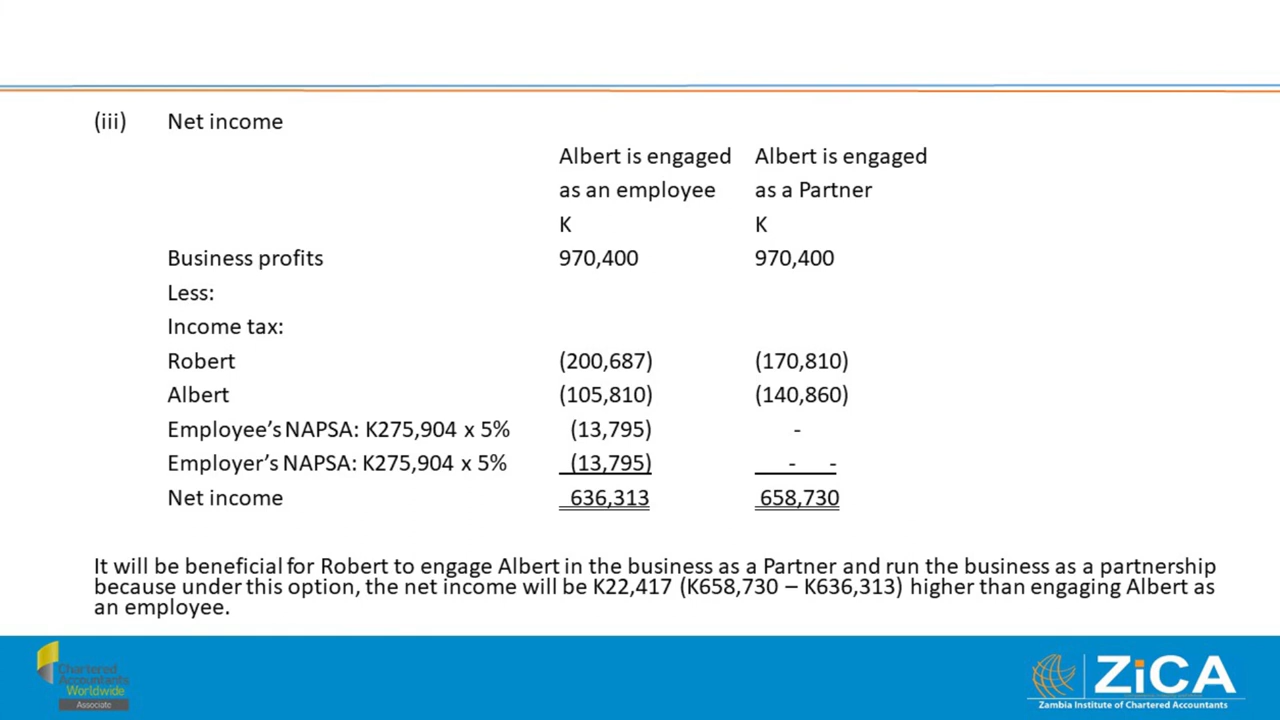 (iii) Net income
Albert is engaged Albert is engaged
as an employee as a Partner
K K
Business profits 970,400 970,400
Less:
Income tax:
Robert (200,687) (170,810)
Albert (105,810) (140,860)
Employee's NAPSA: K275,904 x 5% (13,795) -
Employer's NAPSA: K275,904 x 5% (13,795) - -
Net income 636,313 658,730
It will be beneficial for Robert to engage Albert in the business as a Partner and run the business as a partnership
because under this option, the net income will be K22,417 (K658,730 – K636,313) higher than engaging Albert as
an employee.
Chartered
Accountants
Worldwide
Associate
ZiCA
Zambia Institute of Chartered Accountants